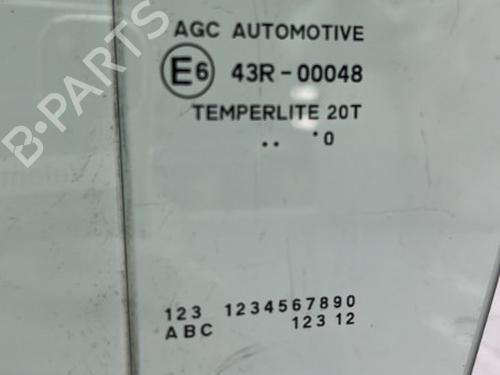 B-PARTS
AGC AUTOMOTIVE
E6 43R-00048
TEMPERLITE 20T
.. ˙0
123 1234567890
ABC 123 12